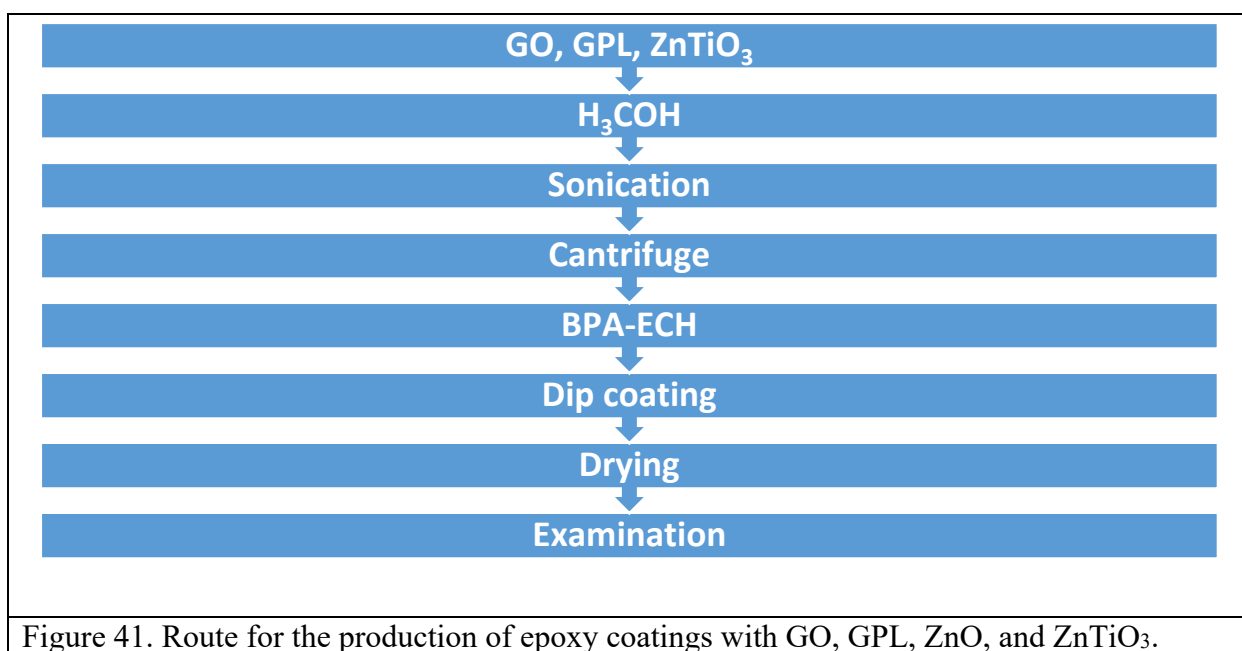 GO, GPL, ZnTiO₃
H₃COH
Sonication
Cantrifuge
BPA-ECH
Dip coating
Drying
Examination
Figure 41. Route for the production of epoxy coatings with GO, GPL, ZnO, and ZnTiO₃.